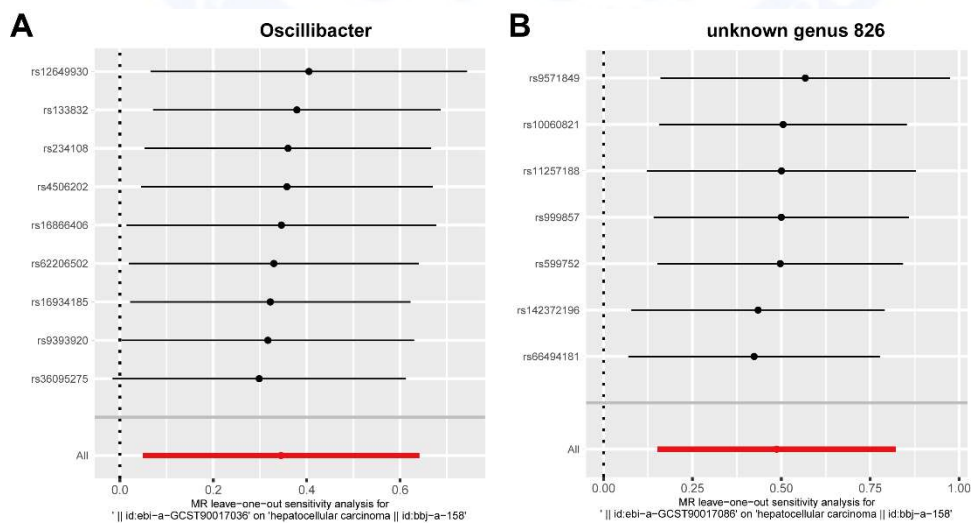 A
Oscillibacter
rs12649930
rs133832
rs234108
rs4506202
rs16866406
rs62206502
rs16934185
rs9393920
rs36095275
All
0.0 0.2 0.4 0.6
MR leave-one-out sensitivity analysis for
' || id:ebi-a-GCST90017036' on 'hepatocellular carcinoma || id:bbj-a-158'
B
unknown genus 826
rs9571849
rs10060821
rs11257188
rs999857
rs599752
rs142372196
rs66494181
All
0.00 0.25 0.50 0.75 1.00
MR leave-one-out sensitivity analysis for
' || id:ebi-a-GCST90017086' on 'hepatocellular carcinoma || id:bbj-a-158'